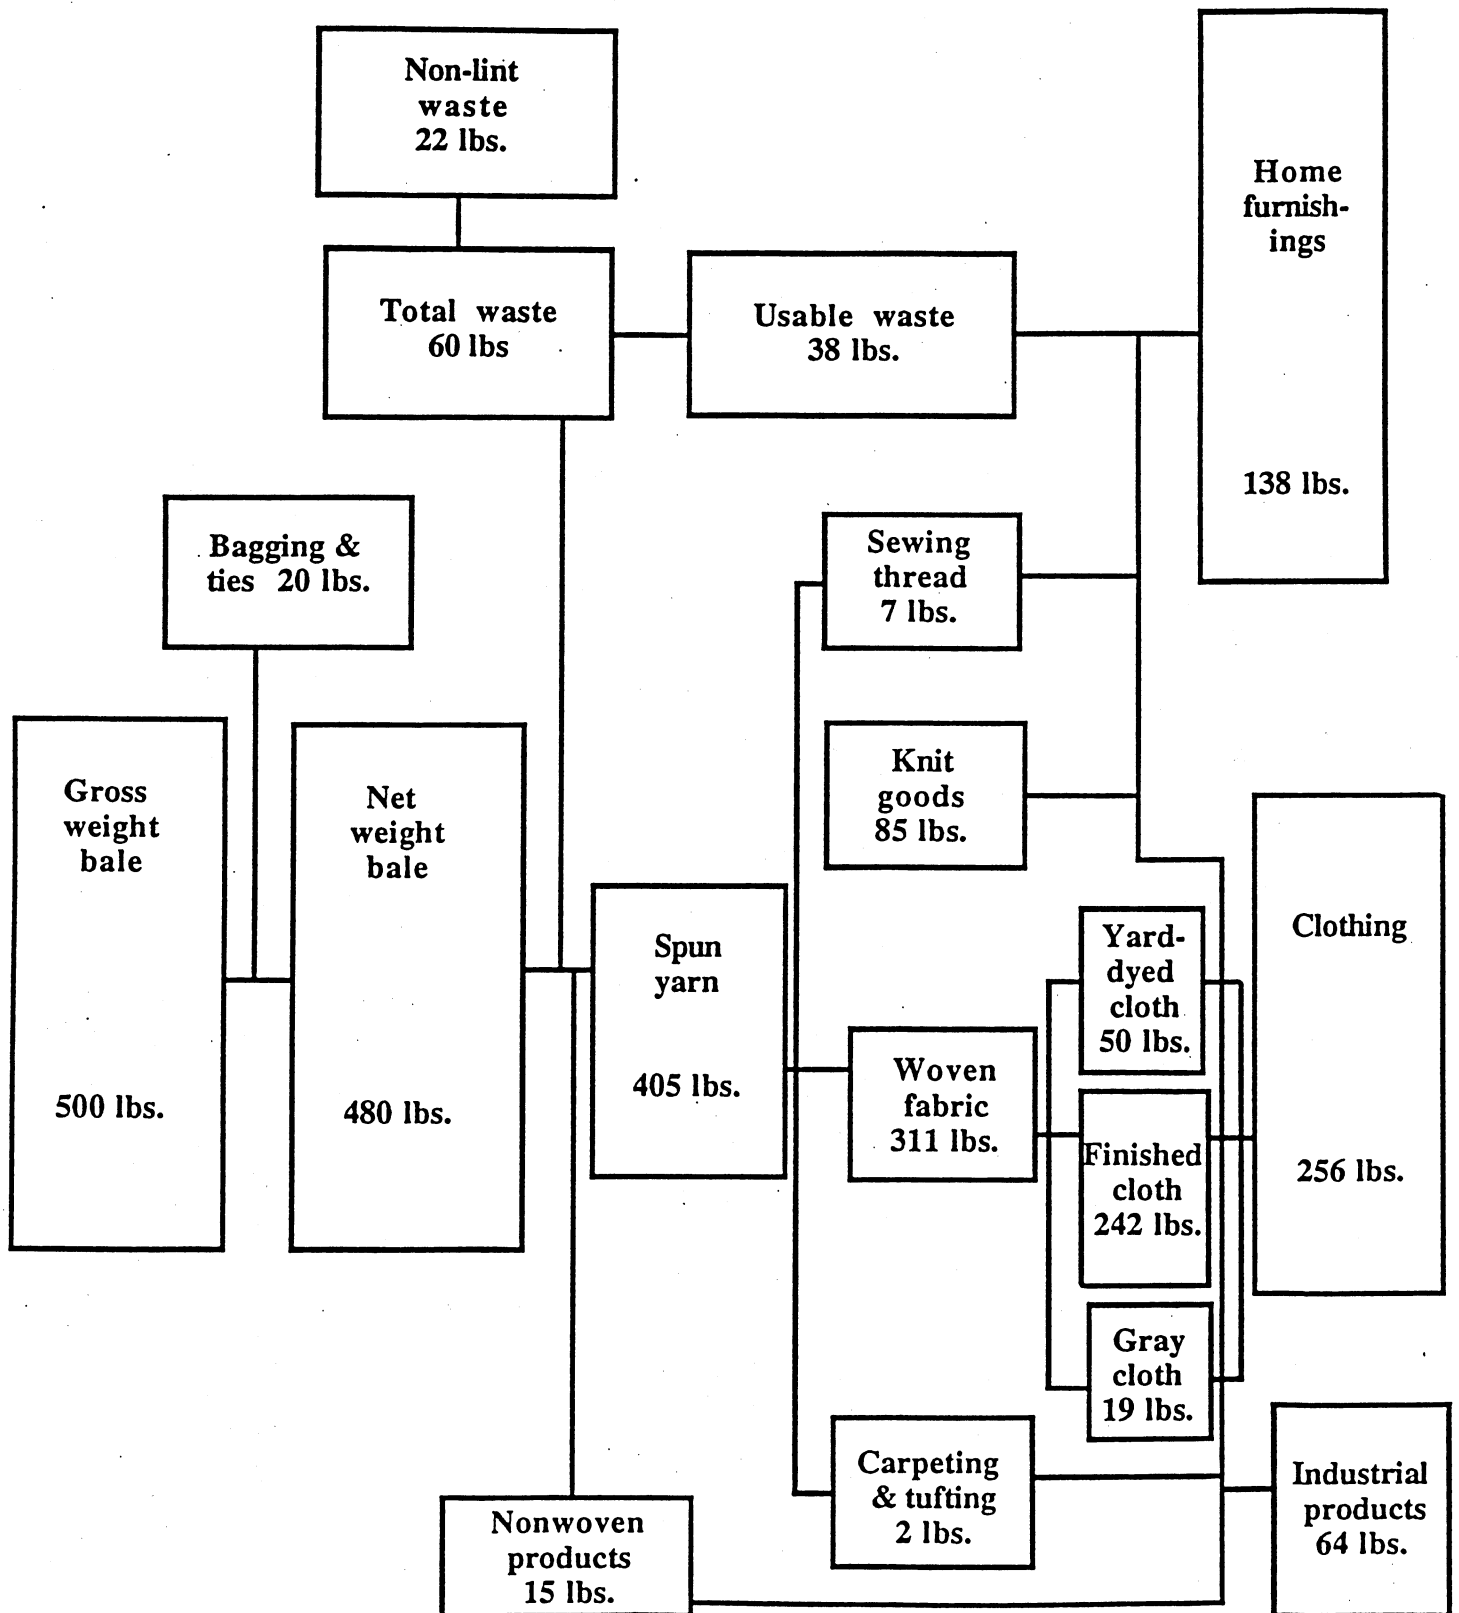 Non-lint
waste
22 lbs.
Home
furnish-
ings
138 lbs.
Total waste
60 lbs
Usable waste
38 lbs.
Bagging &
ties 20 lbs.
Sewing
thread
7 lbs.
Knit
goods
85 lbs.
Gross
weight
bale
500 lbs.
Net
weight
bale
480 lbs.
Spun
yarn
405 lbs.
Woven
fabric
311 lbs.
Yard-
dyed
cloth
50 lbs.
Finished
cloth
242 lbs.
Gray
cloth
19 lbs.
Clothing
256 lbs.
Carpeting
& tufting
2 lbs.
Industrial
products
64 lbs.
Nonwoven
products
15 lbs.